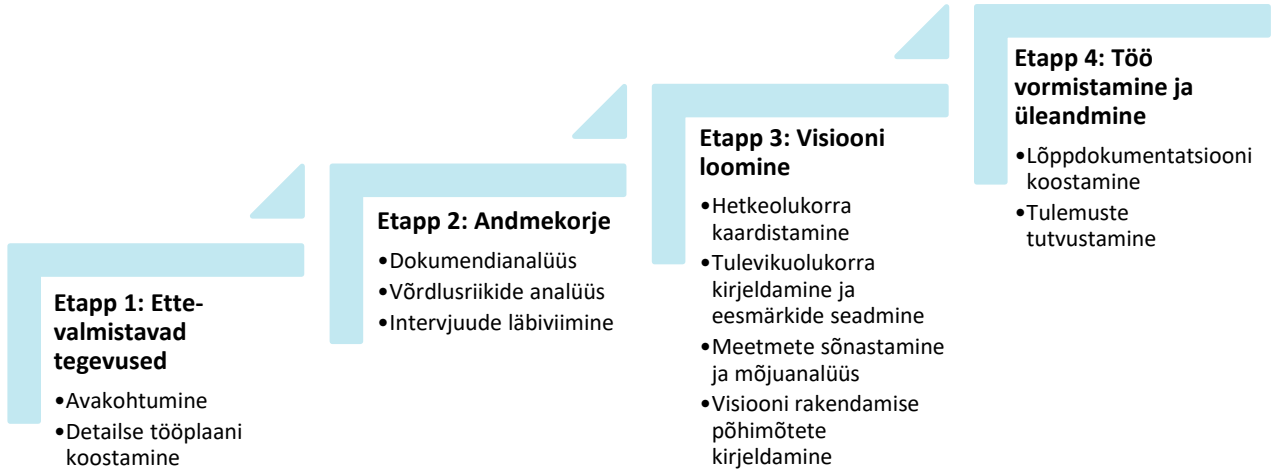 Etapp 1: Ette-
valmistavad
tegevused
•Avakohtumine
•Detailse tööplaani
koostamine
Etapp 2: Andmekorje
•Dokumendianalüüs
•Võrdlusriikide analüüs
•Intervjuude läbiviimine
Etapp 3: Visiooni
loomine
•Hetkeolukorra
kaardistamine
•Tulevikuolukorra
kirjeldamine ja
eesmärkide seadmine
•Meetmete sõnastamine
ja mõjuanalüüs
•Visiooni rakendamise
põhimõtete
kirjeldamine
Etapp 4: Töö
vormistamine ja
üleandmine
•Lõppdokumentatsiooni
koostamine
•Tulemuste
tutvustamine